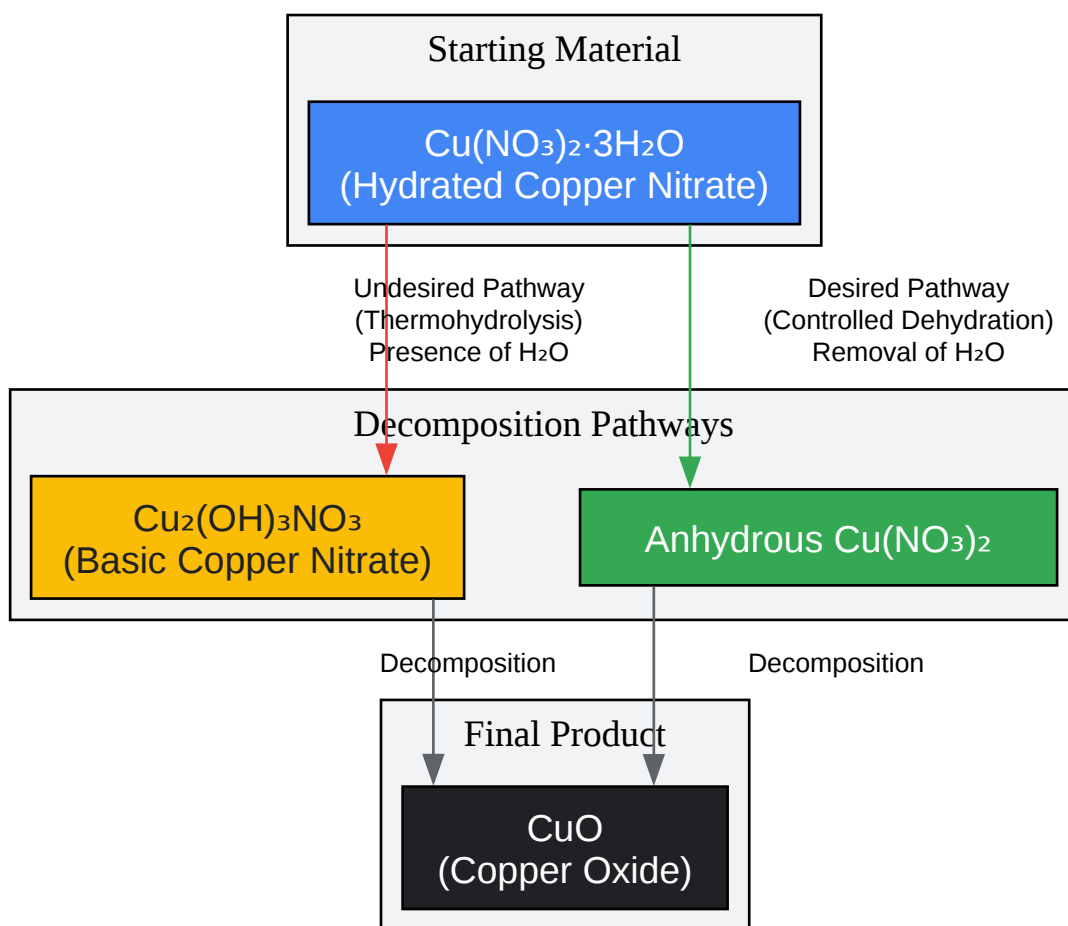 Starting Material
Cu(NO₃)₂·3H₂O
(Hydrated Copper Nitrate)
Undesired Pathway
(Thermohydrolysis)
Presence of H₂O
Desired Pathway
(Controlled Dehydration)
Removal of H₂O
Decomposition Pathways
Cu₂(OH)₃NO₃
(Basic Copper Nitrate)
Anhydrous Cu(NO₃)₂
Decomposition
Decomposition
Final Product
CuO
(Copper Oxide)